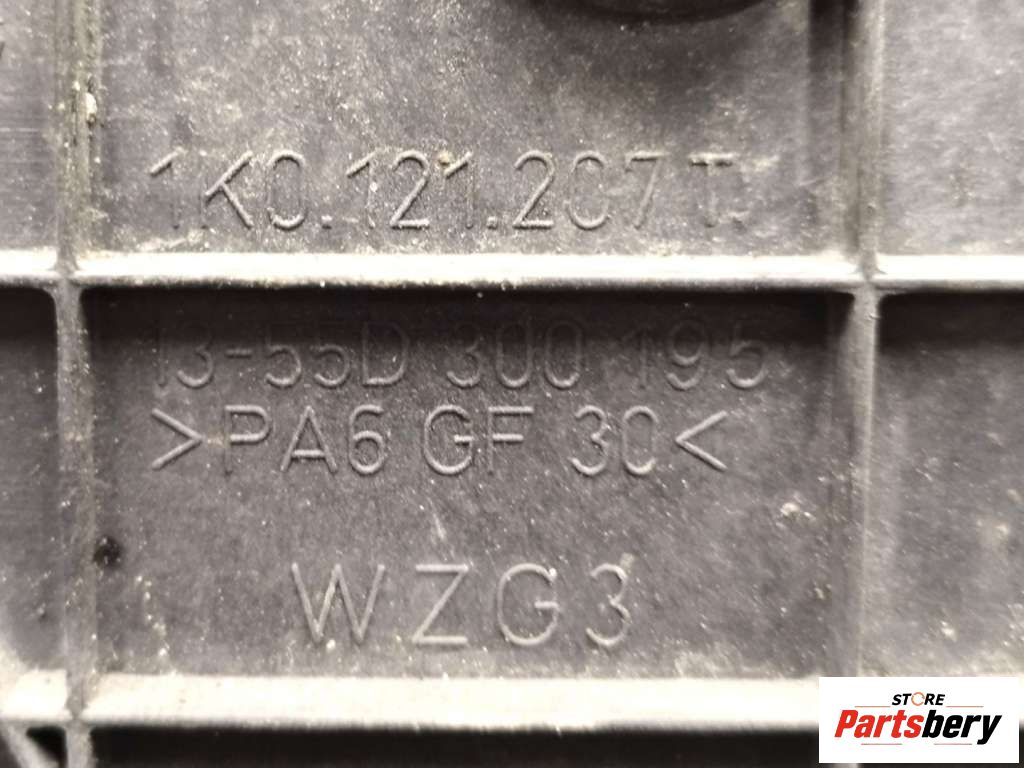 1K0.121.207 T
13-55D 300 195
>PA6 GF 30<
WZG3
STORE
Partsbery